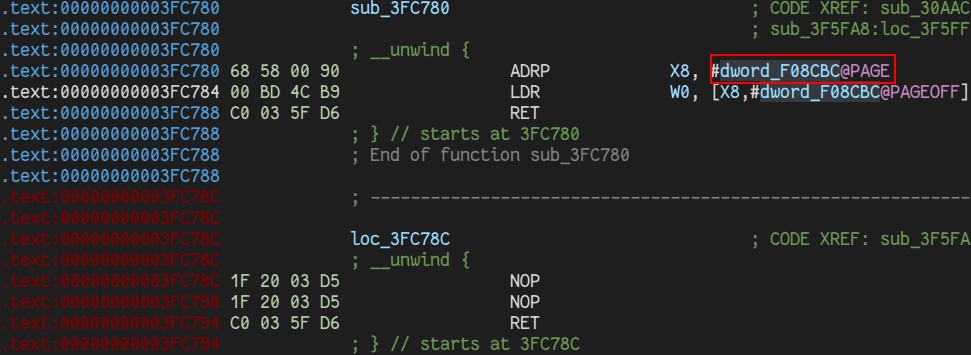 .text:00000000003FC780 sub_3FC780 ; CODE XREF: sub_30AAC
.text:00000000003FC780 ; sub_3F5FA8:loc_3F5FF
.text:00000000003FC780 ; __unwind {
.text:00000000003FC780 68 58 00 90 ADRP X8, #dword_F08CBC@PAGE
.text:00000000003FC784 00 BD 4C B9 LDR W0, [X8,#dword_F08CBC@PAGEOFF]
.text:00000000003FC788 C0 03 5F D6 RET
.text:00000000003FC788 ; } // starts at 3FC780
.text:00000000003FC788 ; End of function sub_3FC780
.text:00000000003FC788
.text:00000000003FC78C ; ---------------------------------------------------------
.text:00000000003FC78C
.text:00000000003FC78C loc_3FC78C ; CODE XREF: sub_3F5FA
.text:00000000003FC78C ; __unwind {
.text:00000000003FC78C 1F 20 03 D5 NOP
.text:00000000003FC790 1F 20 03 D5 NOP
.text:00000000003FC794 C0 03 5F D6 RET
.text:00000000003FC794 ; } // starts at 3FC78C